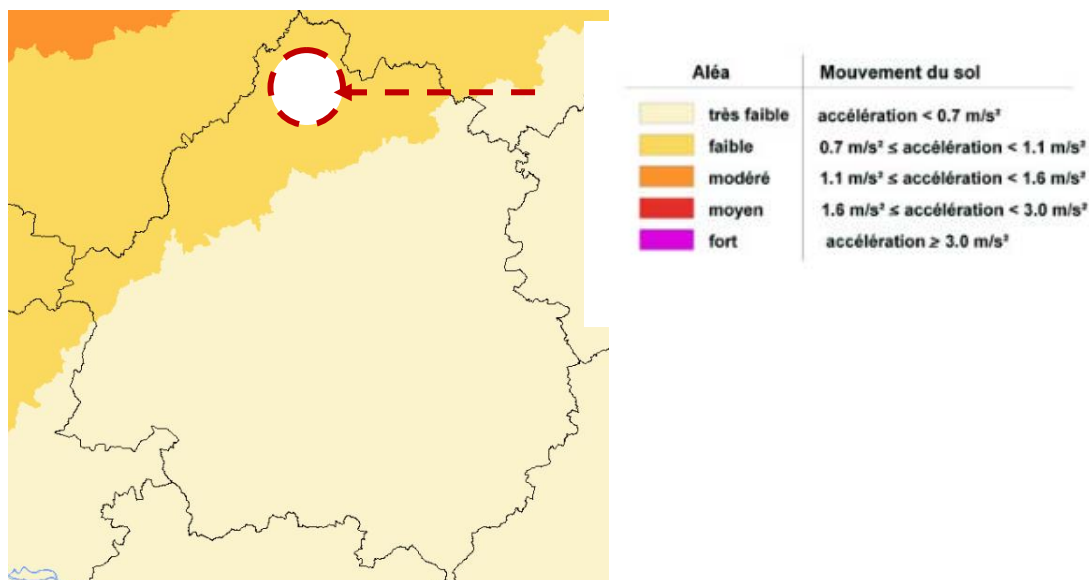 Aléa Mouvement du sol
très faible accélération < 0.7 m/s²
faible 0.7 m/s² ≤ accélération < 1.1 m/s²
modéré 1.1 m/s² ≤ accélération < 1.6 m/s²
moyen 1.6 m/s² ≤ accélération < 3.0 m/s²
fort accélération ≥ 3.0 m/s²